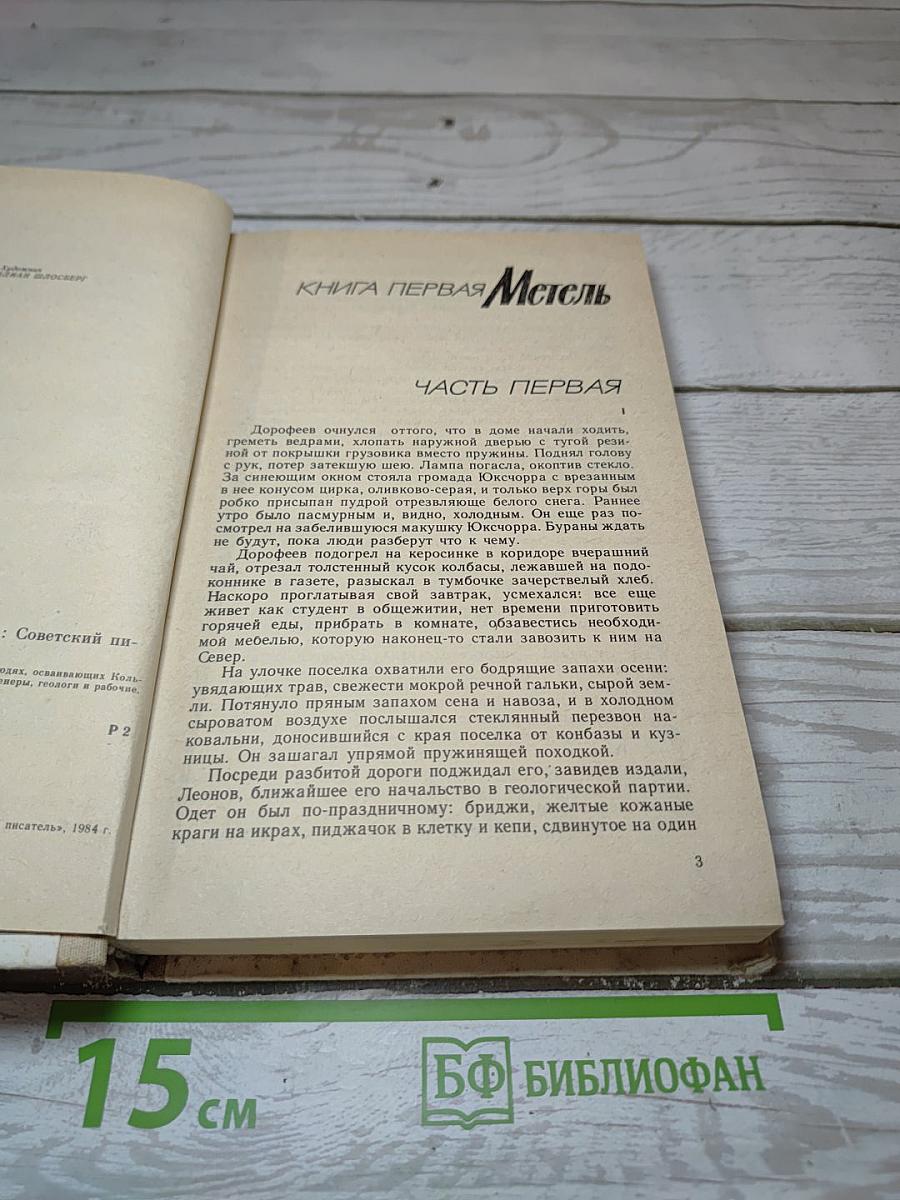 Художник
ШЛОСБЕРГ
: Советский пи-
осваивающих Коль-
геологи и рабочие.
Р 2
писатель», 1984 г.
КНИГА ПЕРВАЯ Метель
ЧАСТЬ ПЕРВАЯ
I
Дорофеев очнулся оттого, что в доме начали ходить,
греметь ведрами, хлопать наружной дверью с тугой рези-
ной от покрышки грузовика вместо пружины. Поднял голову
с рук, потер затекшую шею. Лампа погасла, окоптив стекло.
За синеющим окном стояла громада Юксчорра с врезанным
в нее конусом цирка, оливково-серая, и только верх горы был
робко присыпан пудрой отрезвляюще белого снега. Раннее
утро было пасмурным и, видно, холодным. Он еще раз по-
смотрел на забелившуюся макушку Юксчорра. Бураны ждать
не будут, пока люди разберут что к чему.
Дорофеев подогрел на керосинке в коридоре вчерашний
чай, отрезал толстенный кусок колбасы, лежавшей на подо-
коннике в газете, разыскал в тумбочке зачерствелый хлеб.
Наскоро проглатывая свой завтрак, усмехался: все еще
живет как студент в общежитии, нет времени приготовить
горячей еды, прибрать в комнате, обзавестись необходи-
мой мебелью, которую наконец-то стали завозить к ним на
Север.
На улочке поселка охватили его бодрящие запахи осени:
увядающих трав, свежести мокрой речной гальки, сырой зем-
ли. Потянуло пряным запахом сена и навоза, и в холодном
сыроватом воздухе послышался стеклянный перезвон на-
ковальни, доносившийся с края поселка от конбазы и куз-
ницы. Он зашагал упрямой пружинящей походкой.
Посреди разбитой дороги поджидал его, завидев издали,
Леонов, ближайшее его начальство в геологической партии.
Одет он был по-праздничному: бриджи, желтые кожаные
краги на икрах, пиджачок в клетку и кепи, сдвинутое на один
3
15 см
БФ БИБЛИОФАН